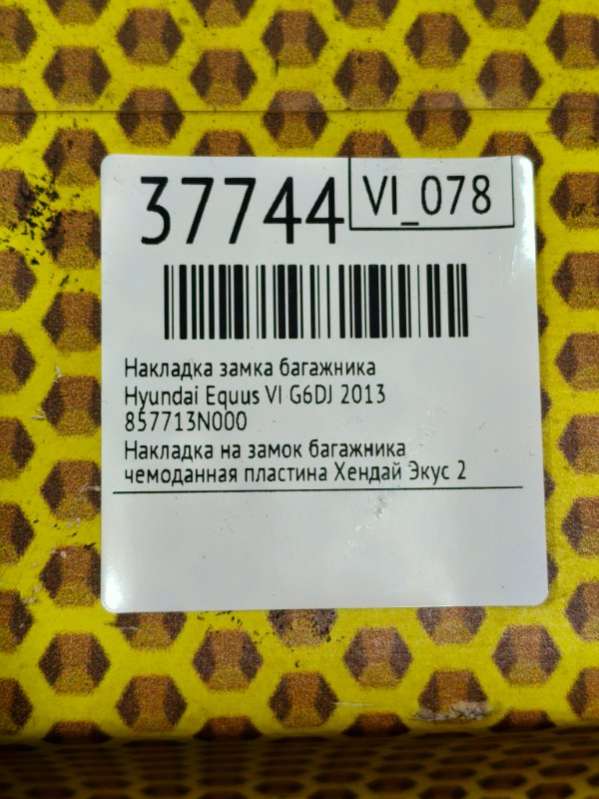 37744
VI_078
Накладка замка багажника
Hyundai Equus VI G6DJ 2013
857713N000
Накладка на замок багажника
чемоданная пластина Хендай Экус 2